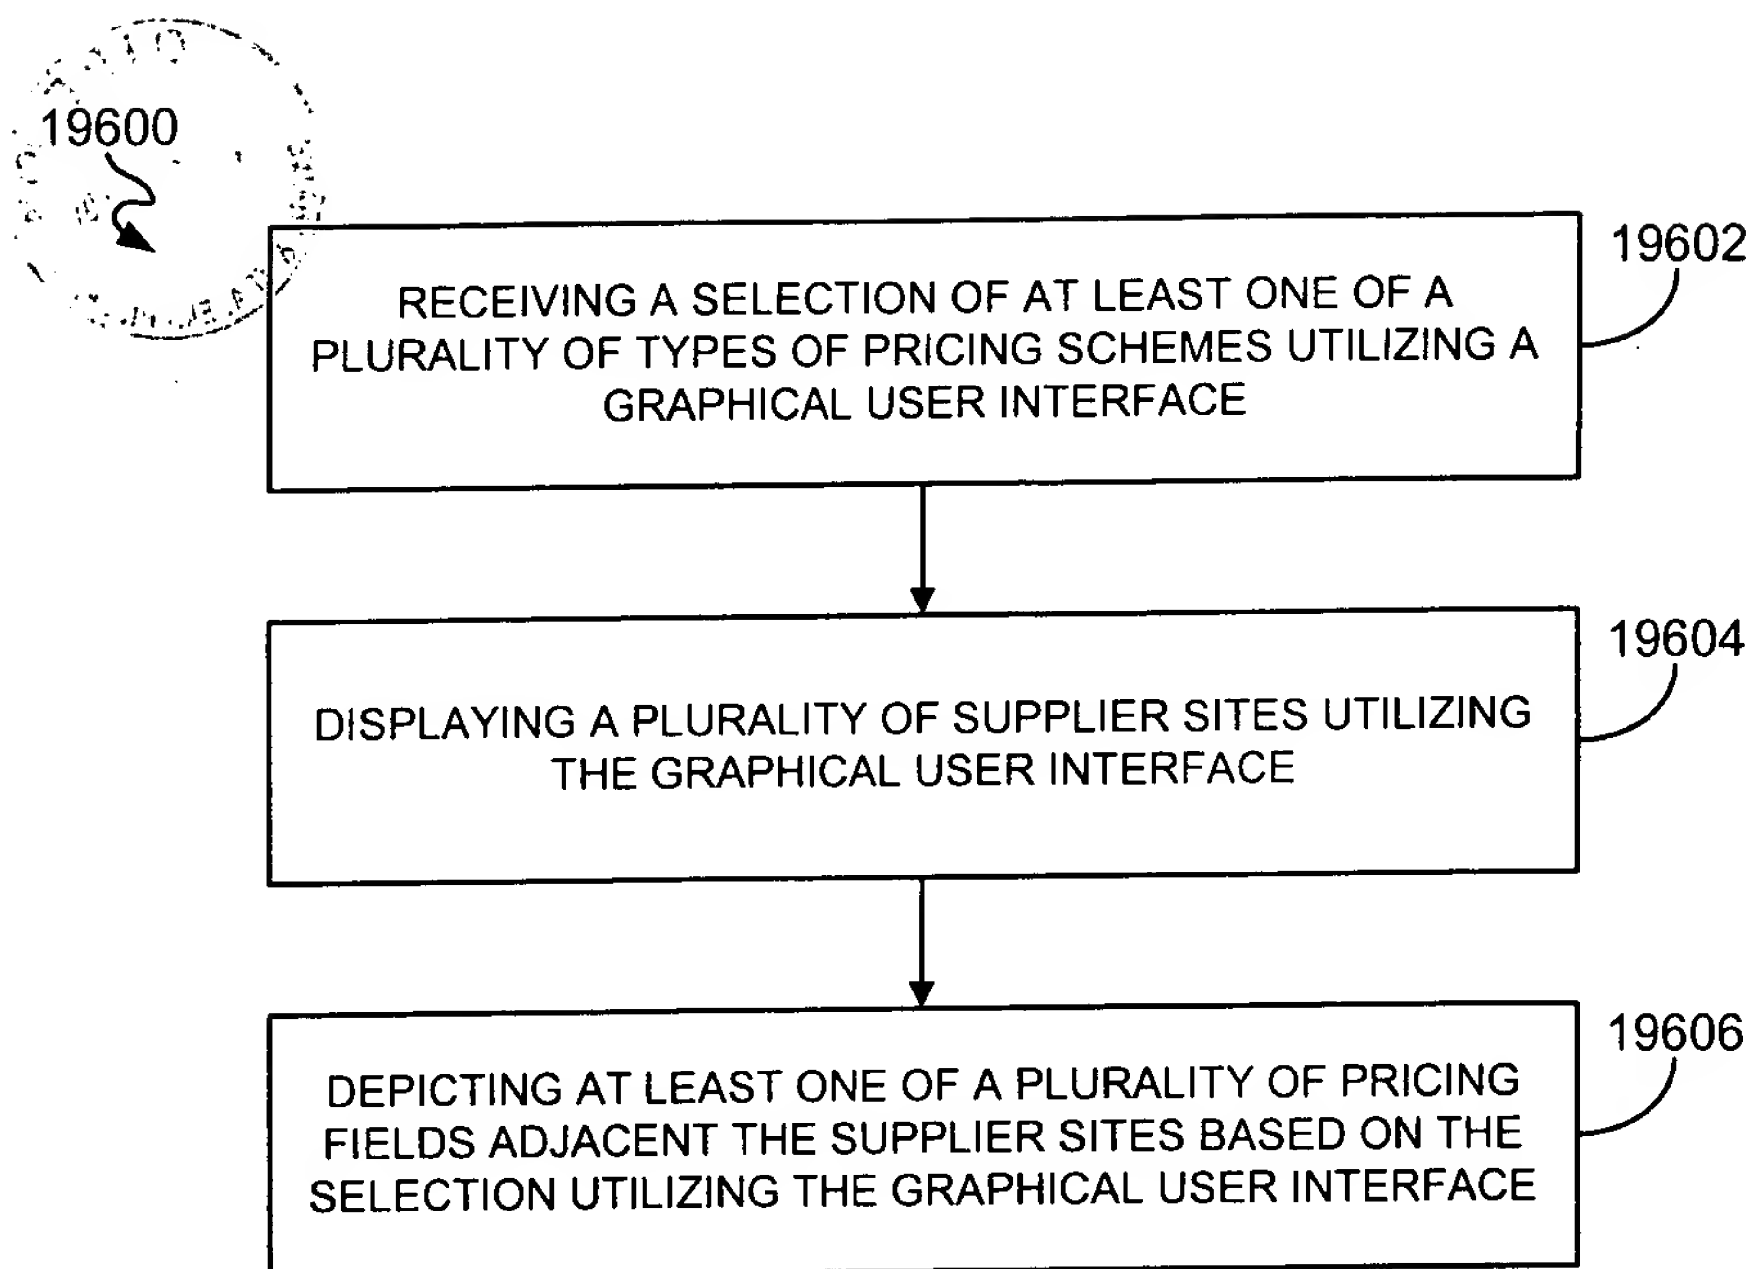 19600
19602
RECEIVING A SELECTION OF AT LEAST ONE OF A
PLURALITY OF TYPES OF PRICING SCHEMES UTILIZING A
GRAPHICAL USER INTERFACE
19604
DISPLAYING A PLURALITY OF SUPPLIER SITES UTILIZING
THE GRAPHICAL USER INTERFACE
19606
DEPICTING AT LEAST ONE OF A PLURALITY OF PRICING
FIELDS ADJACENT THE SUPPLIER SITES BASED ON THE
SELECTION UTILIZING THE GRAPHICAL USER INTERFACE